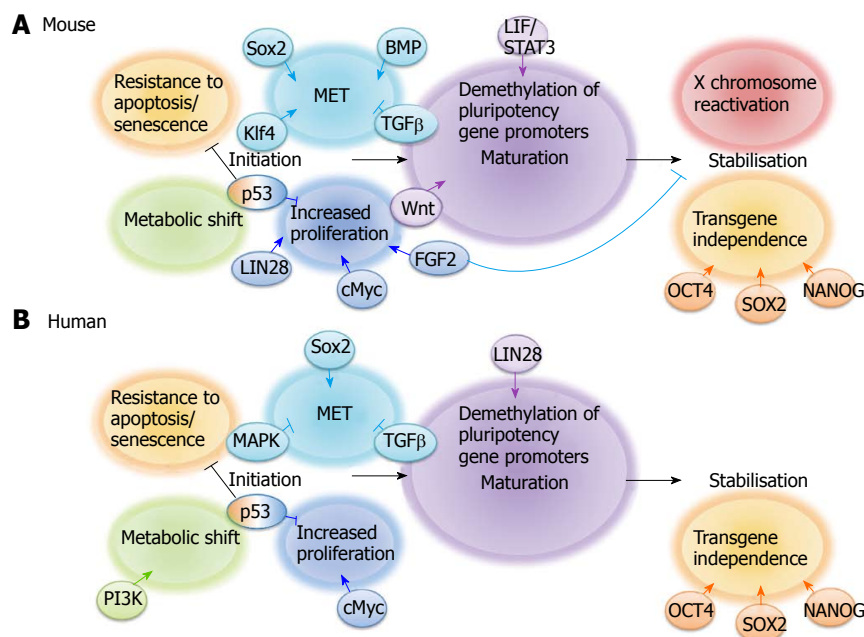 A Mouse
Sox2
BMP
LIF/
STAT3
Resistance to
apoptosis/
senescence
MET
Demethylation of
pluripotency
gene promoters
X chromosome
reactivation
Klf4
TGFβ
Initiation
Maturation
Stabilisation
p53
Metabolic shift
Increased
proliferation
Wnt
Transgene
independence
LIN28
cMyc
FGF2
OCT4
SOX2
NANOG
B Human
Sox2
LIN28
Resistance to
apoptosis/
senescence
MET
Demethylation of
pluripotency
gene promoters
MAPK
TGFβ
Initiation
Maturation
Stabilisation
p53
Metabolic shift
Increased
proliferation
Transgene
independence
PI3K
cMyc
OCT4
SOX2
NANOG